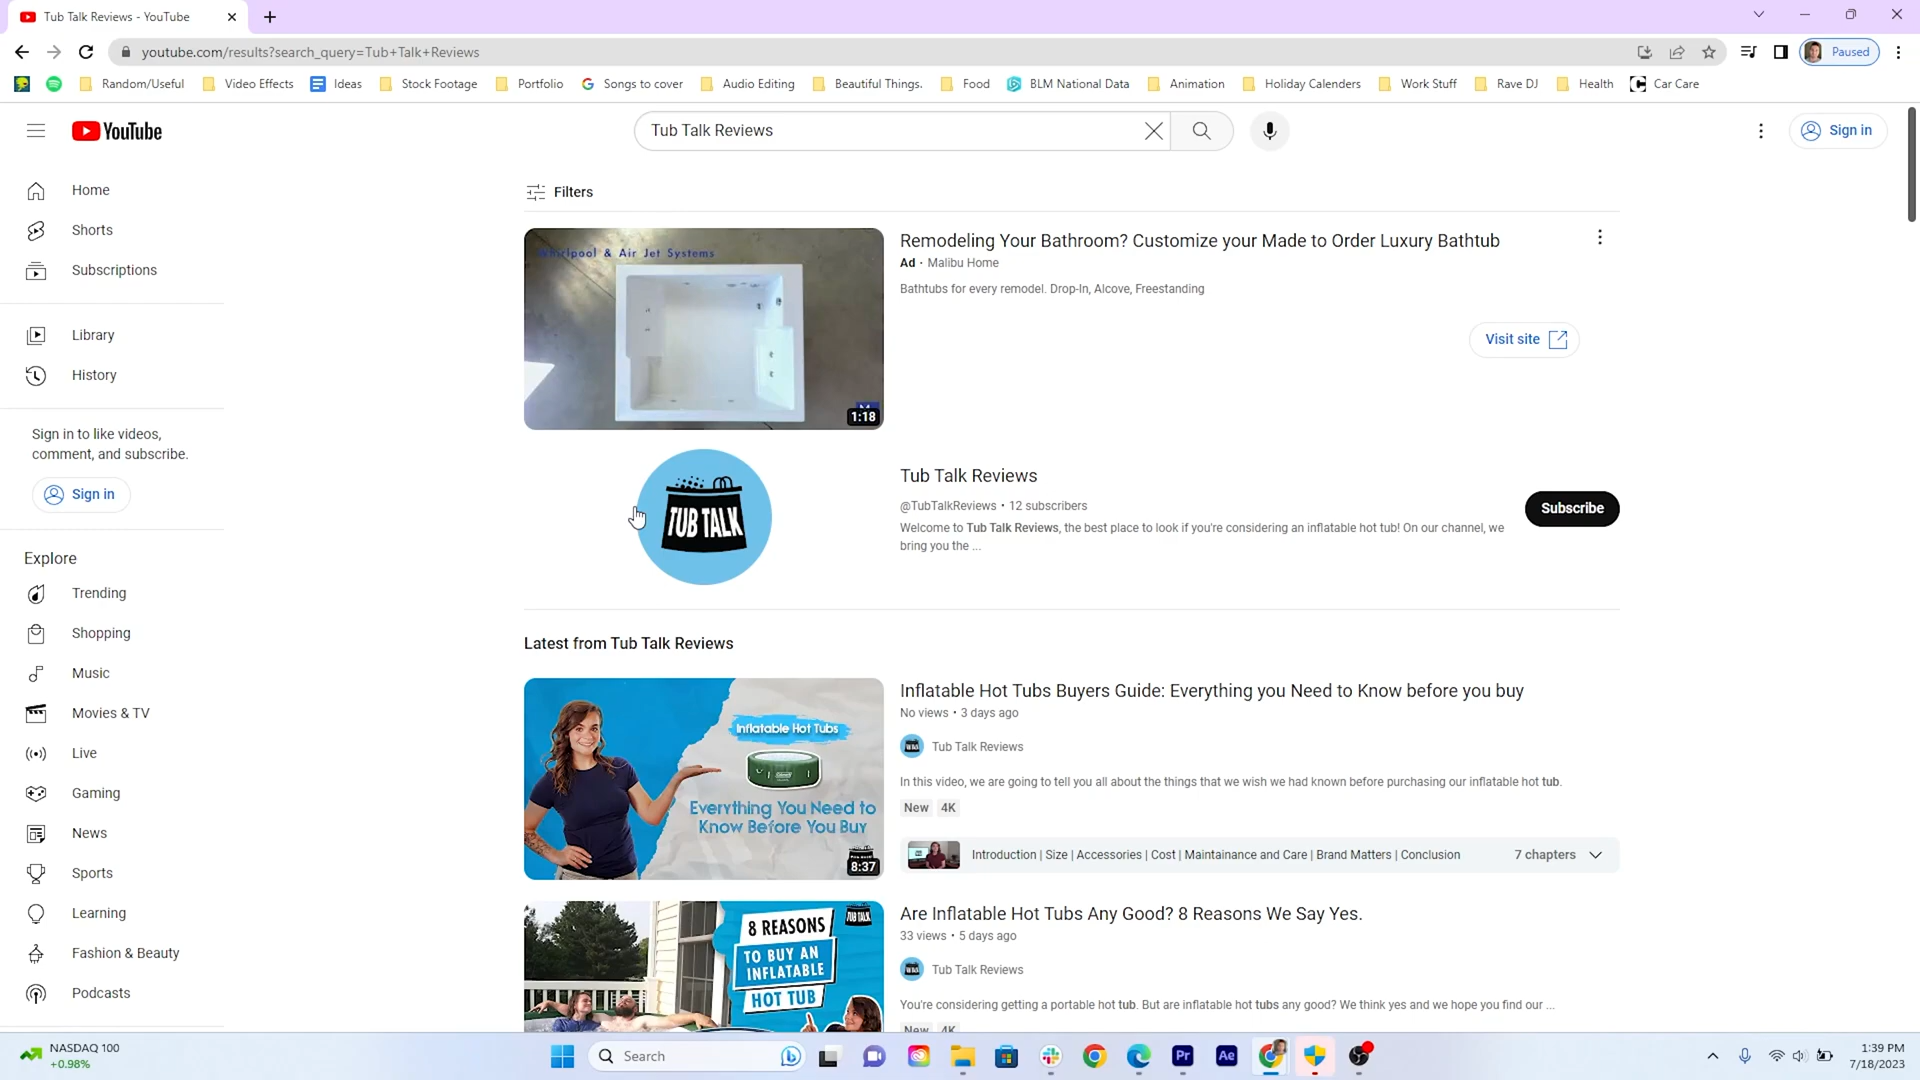 Tub Talk Reviews - YouTube
youtube.com/results?search_query=Tub+Talk+Reviews
Paused
Random/Useful
Video Effects
Ideas
Stock Footage
Portfolio
Songs to cover
Audio Editing
Beautiful Things.
Food
BLM National Data
Animation
Holiday Calenders
Work Stuff
Rave DJ
Health
Car Care
YouTube
Tub Talk Reviews
Sign in
Home
Shorts
Subscriptions
Library
History
Sign in to like videos,
comment, and subscribe.
Sign in
Explore
Trending
Shopping
Music
Movies & TV
Live
Gaming
News
Sports
Learning
Fashion & Beauty
Podcasts
Filters
Whirlpool & Air Jet Systems
1:18
Remodeling Your Bathroom? Customize your Made to Order Luxury Bathtub
Ad • Malibu Home
Bathtubs for every remodel. Drop-In, Alcove, Freestanding
Visit site
TUB TALK
Tub Talk Reviews
@TubTalkReviews • 12 subscribers
Welcome to Tub Talk Reviews, the best place to look if you're considering an inflatable hot tub! On our channel, we
bring you the ...
Subscribe
Latest from Tub Talk Reviews
Inflatable Hot Tubs
Everything You Need to
Know Before You Buy
8:37
Inflatable Hot Tubs Buyers Guide: Everything you Need to Know before you buy
No views • 3 days ago
Tub Talk Reviews
In this video, we are going to tell you all about the things that we wish we had known before purchasing our inflatable hot tub.
New 4K
Introduction | Size | Accessories | Cost | Maintainance and Care | Brand Matters | Conclusion
7 chapters
8 REASONS
TO BUY AN
INFLATABLE
HOT TUB
TUB TALK
Are Inflatable Hot Tubs Any Good? 8 Reasons We Say Yes.
33 views • 5 days ago
Tub Talk Reviews
You're considering getting a portable hot tub. But are inflatable hot tubs any good? We think yes and we hope you find our ...
New 4K
NASDAQ 100
+0.98%
Search
Pr
Ae
1:39 PM
7/18/2023